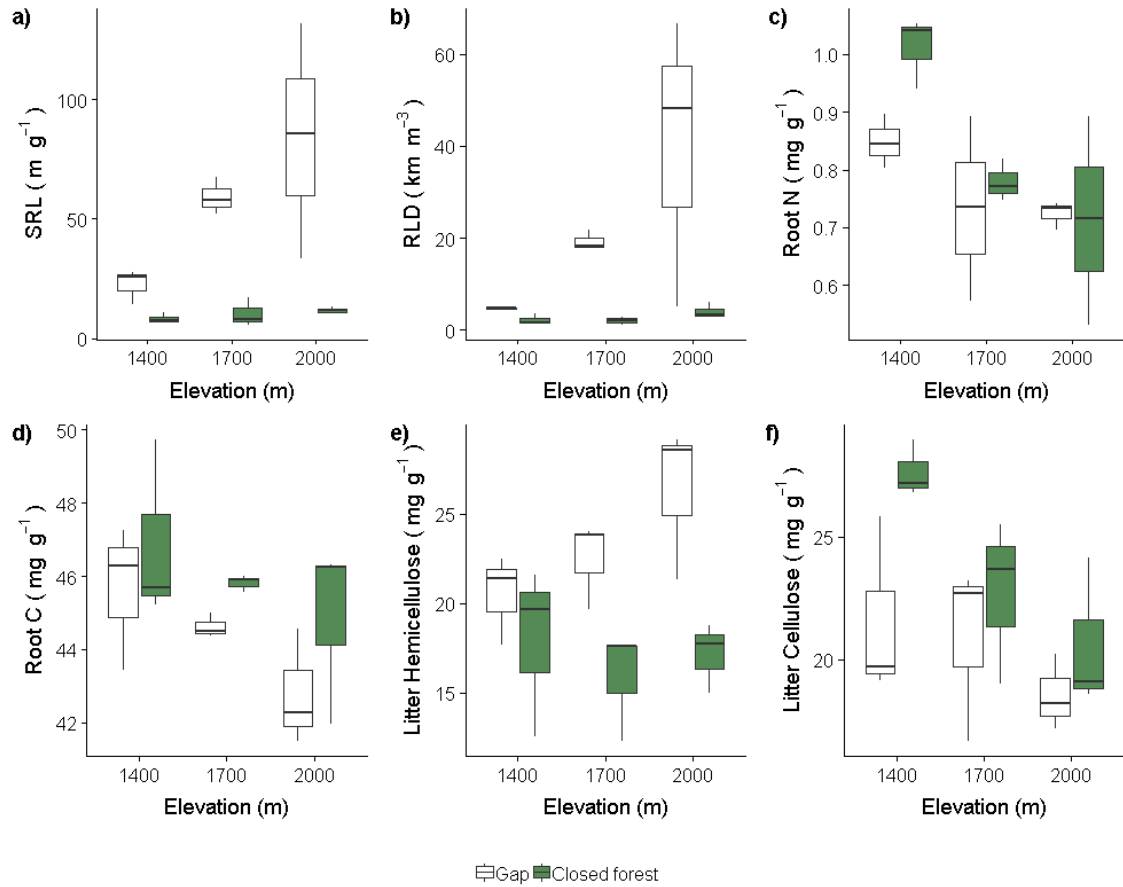 a)
SRL ( m g⁻¹ )
100
50
0
1400 1700 2000
Elevation (m)
b)
RLD ( km m⁻³ )
60
40
20
0
1400 1700 2000
Elevation (m)
c)
Root N ( mg g⁻¹ )
1.0
0.9
0.8
0.7
0.6
1400 1700 2000
Elevation (m)
d)
Root C ( mg g⁻¹ )
50
48
46
44
42
1400 1700 2000
Elevation (m)
e)
Litter Hemicellulose ( mg g⁻¹ )
25
20
15
1400 1700 2000
Elevation (m)
f)
Litter Cellulose ( mg g⁻¹ )
25
20
1400 1700 2000
Elevation (m)
Gap Closed forest